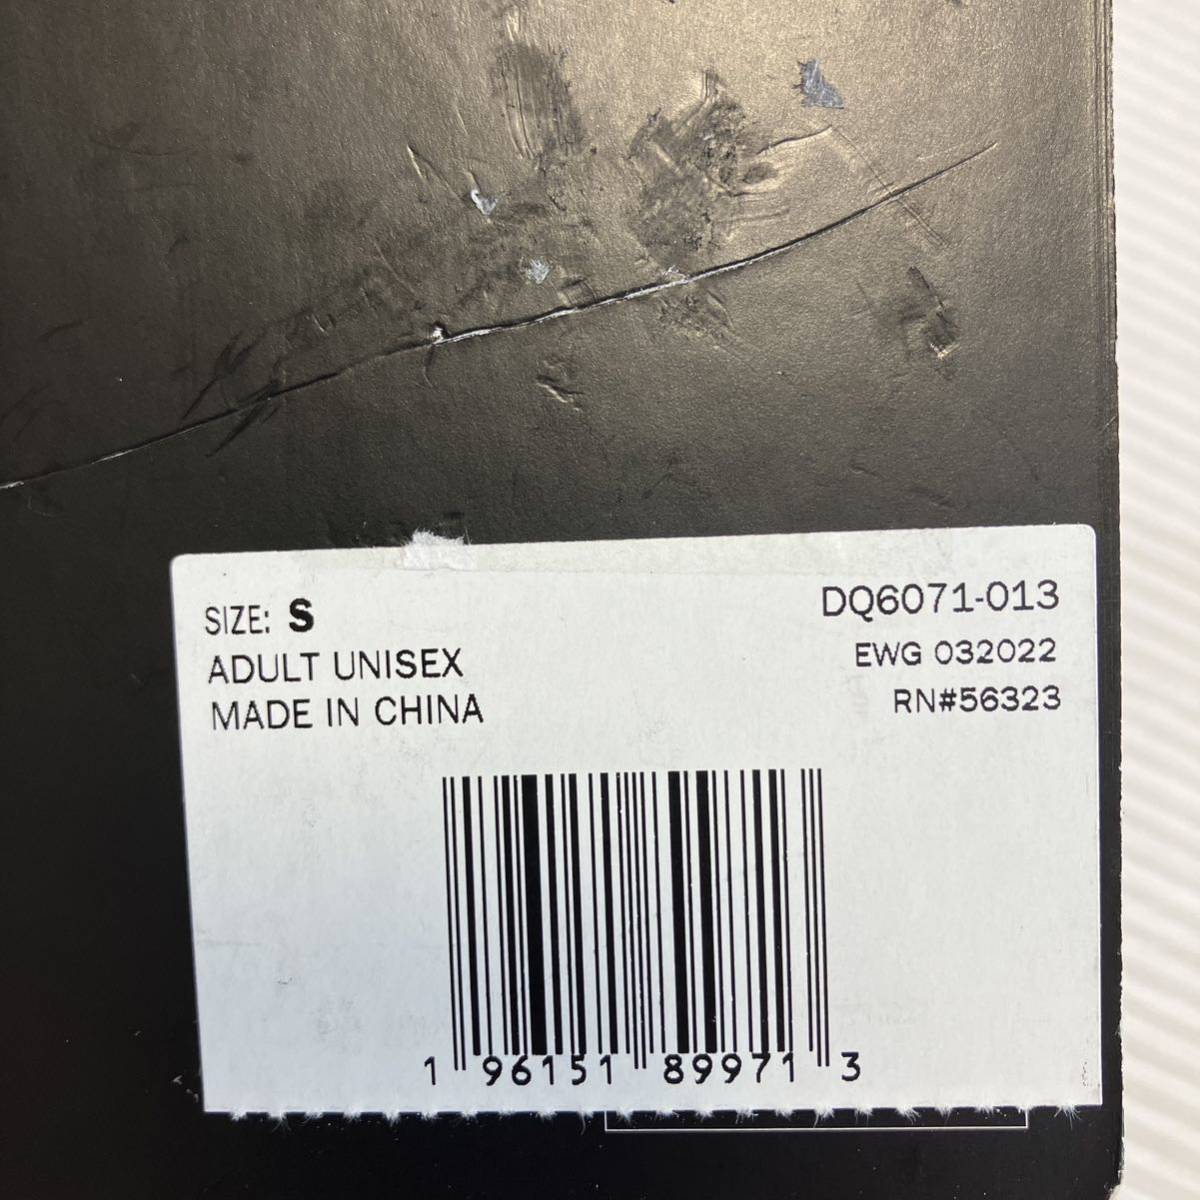 SIZE: S
ADULT UNISEX
MADE IN CHINA
DQ6071-013
EWG 032022
RN#56323
1 96151 89971 3